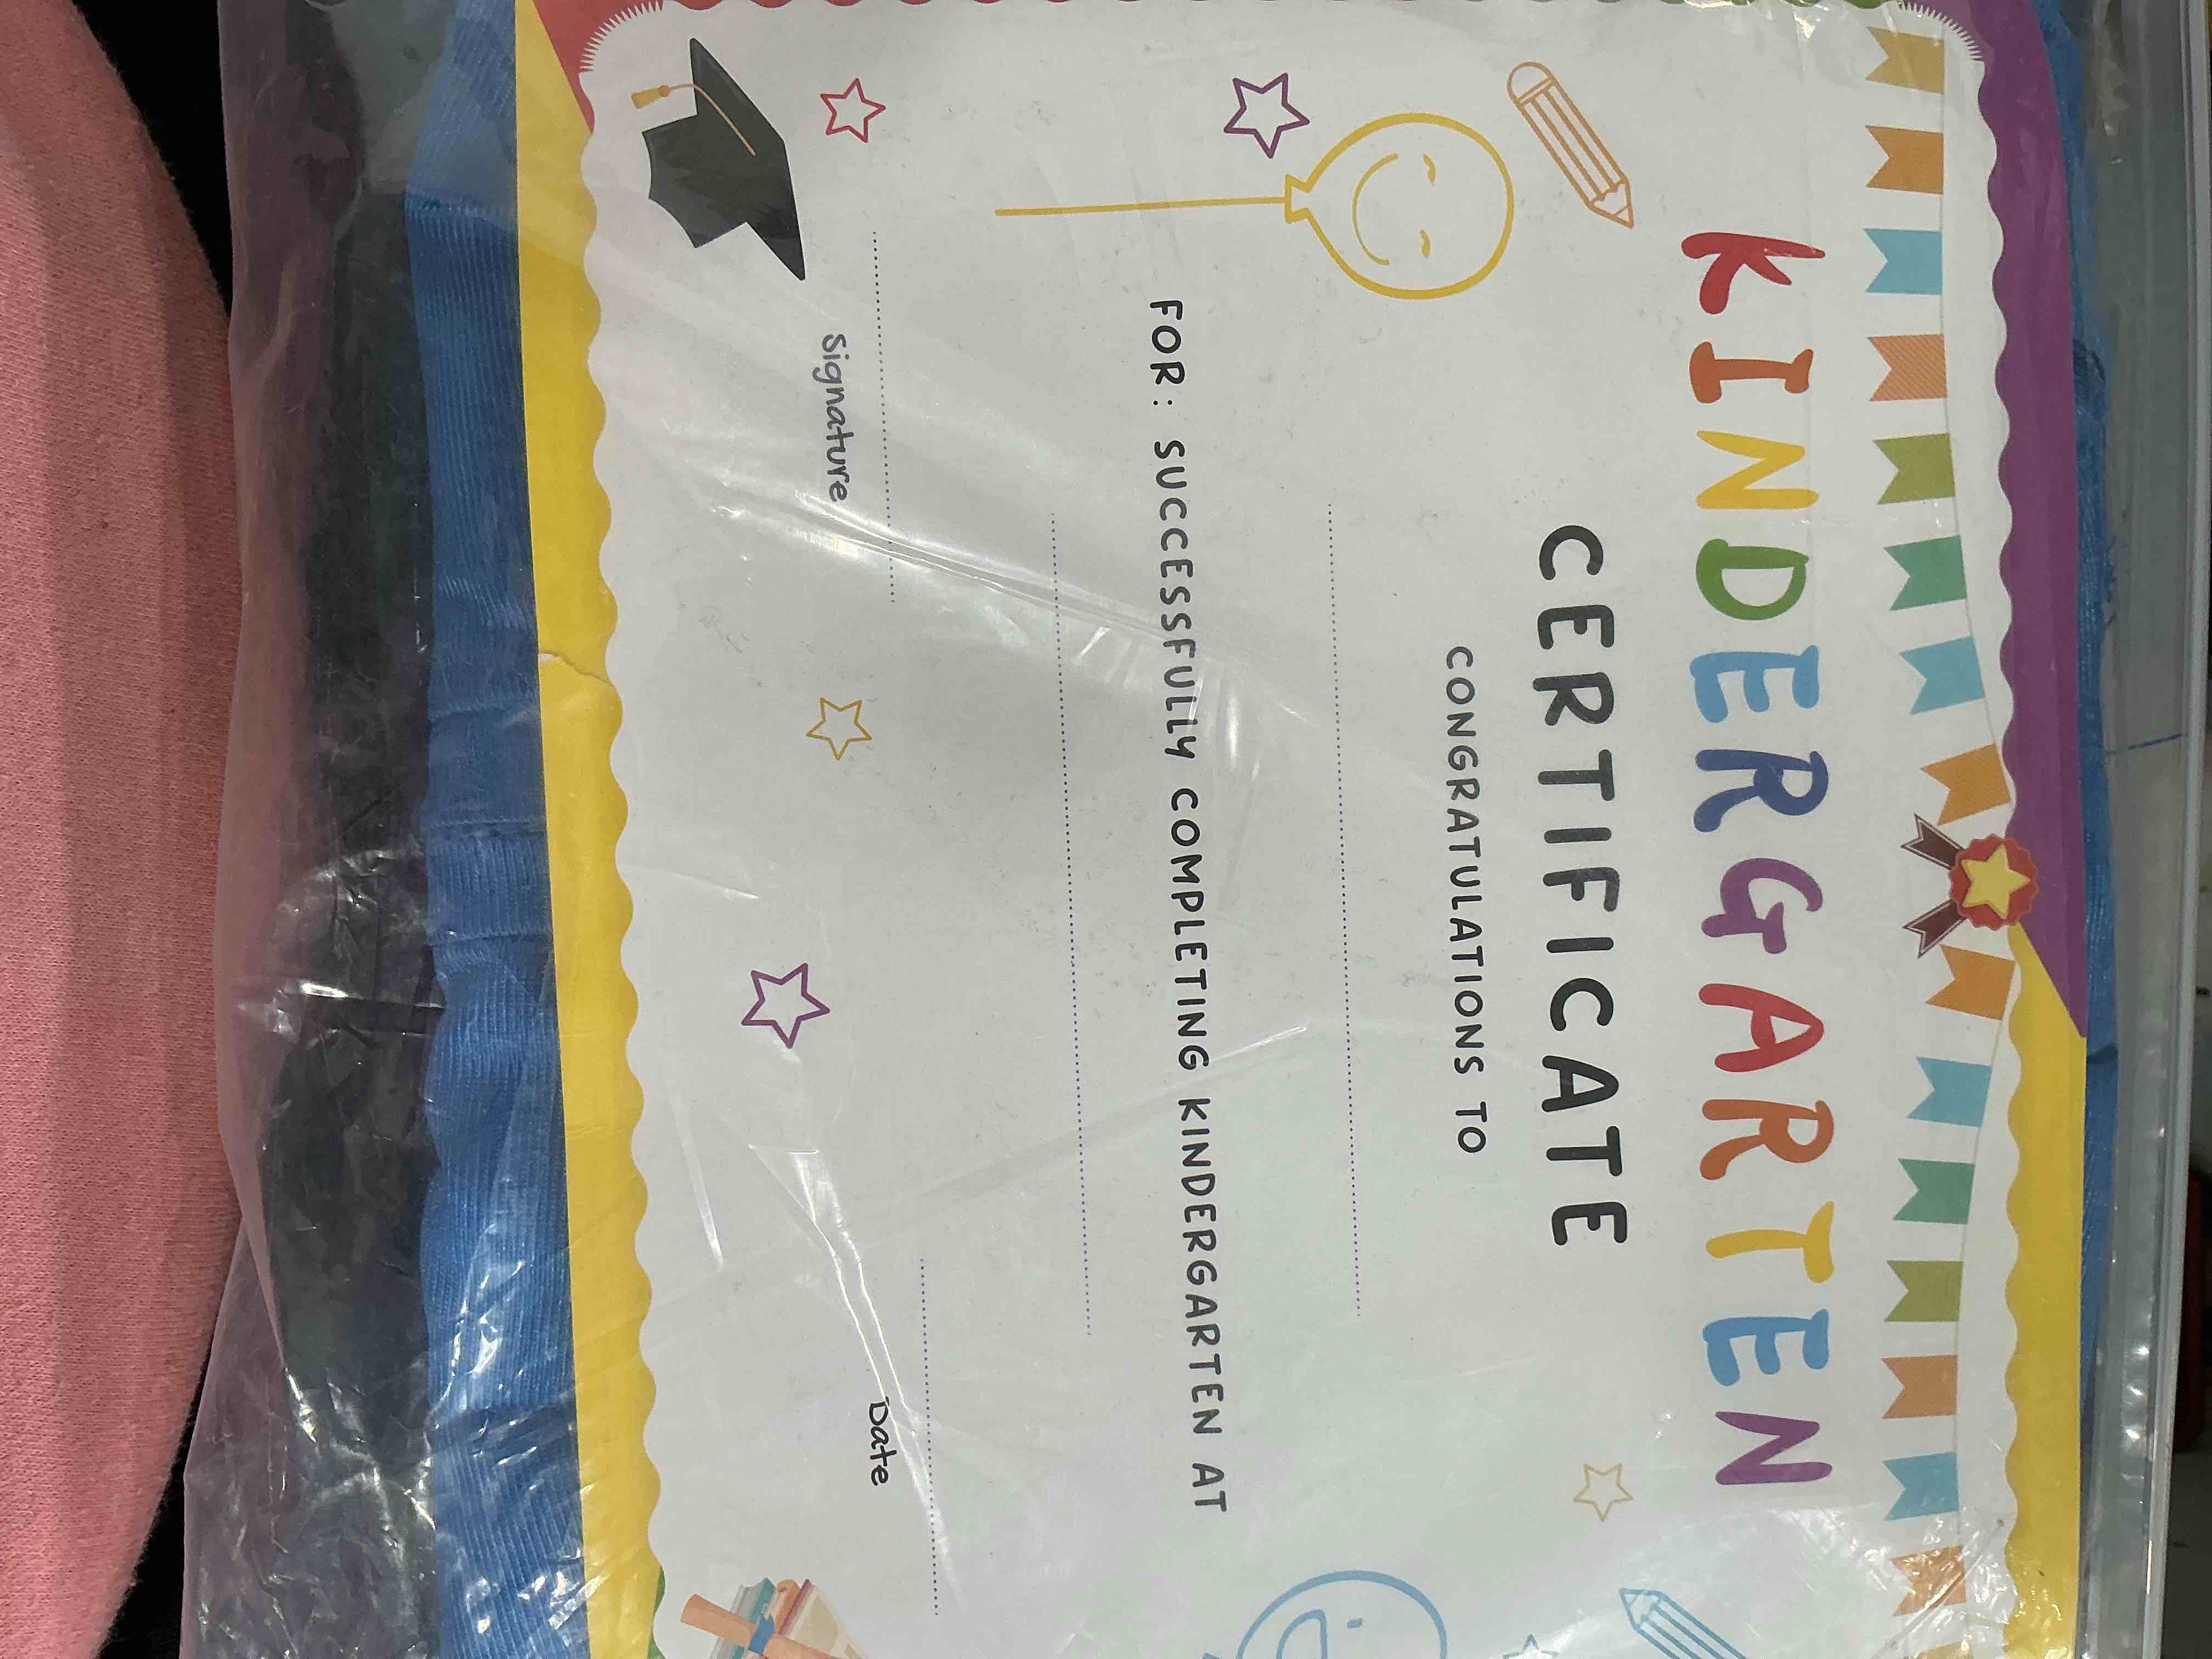 KINDERGARTEN
CERTIFICATE
CONGRATULATIONS TO
FOR: SUCCESSFULLY COMPLETING KINDERGARTEN AT
Signature
Date